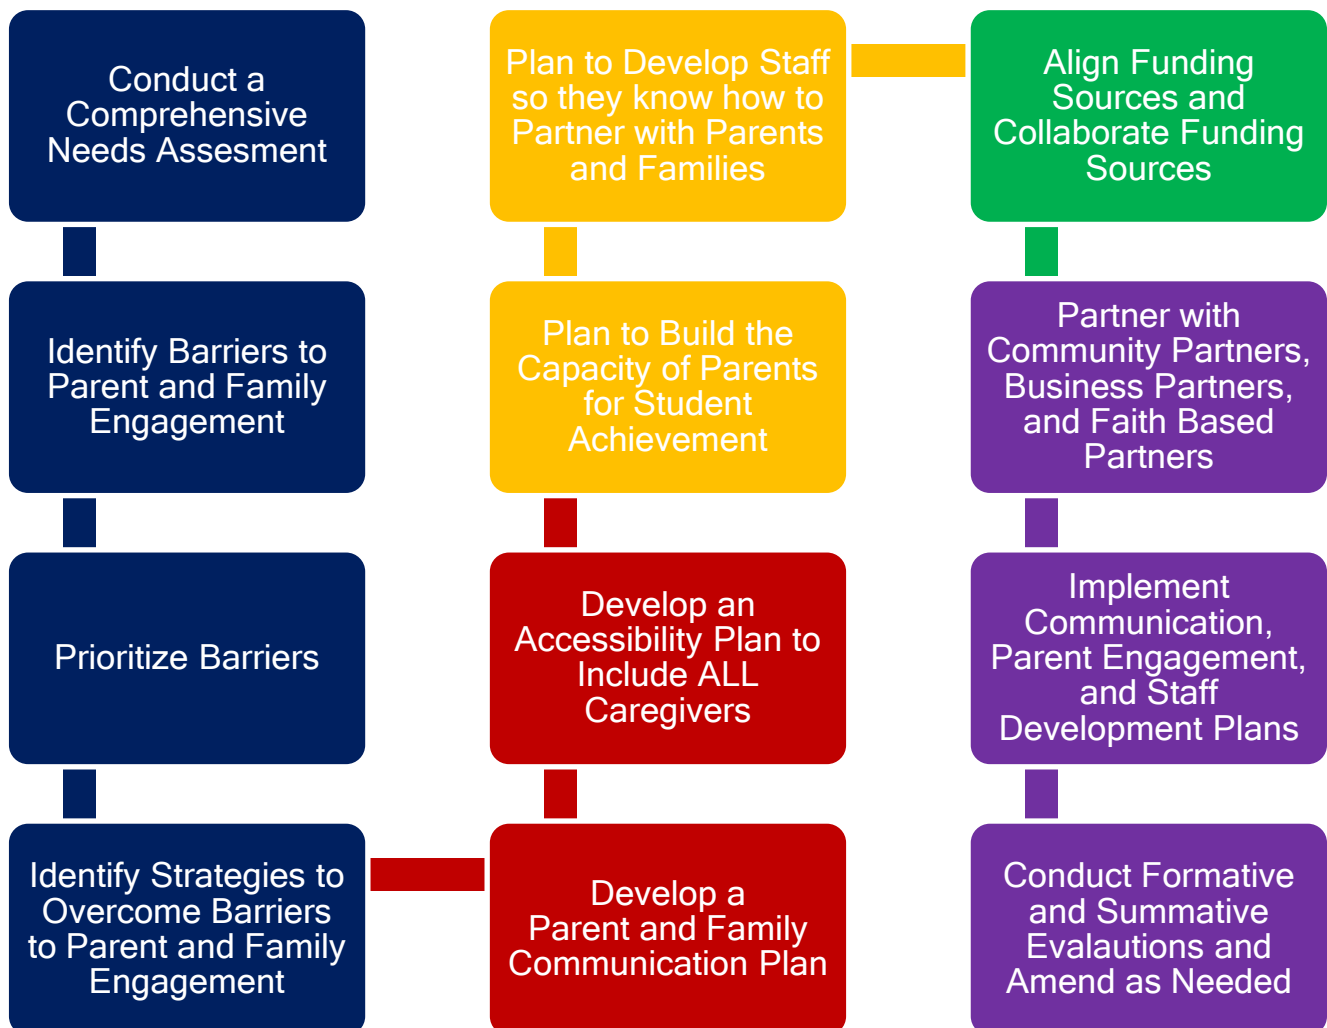 Conduct a
Comprehensive
Needs Assesment
Identify Barriers to
Parent and Family
Engagement
Prioritize Barriers
Identify Strategies to
Overcome Barriers
to Parent and Family
Engagement
Develop a
Parent and Family
Communication Plan
Develop an
Accessibility Plan to
Include ALL
Caregivers
Plan to Build the
Capacity of Parents
for Student
Achievement
Plan to Develop Staff
so they know how to
Partner with Parents
and Families
Align Funding
Sources and
Collaborate Funding
Sources
Partner with
Community Partners,
Business Partners,
and Faith Based
Partners
Implement
Communication,
Parent Engagement,
and Staff
Development Plans
Conduct Formative
and Summative
Evalautions and
Amend as Needed